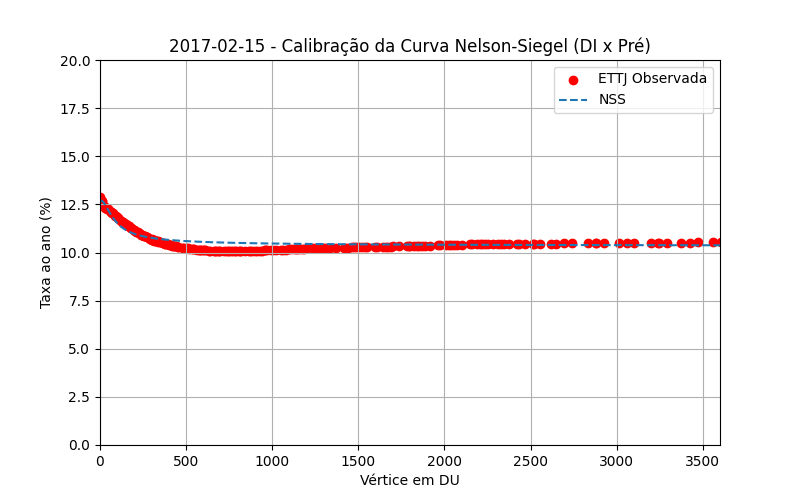 2017-02-15 - Calibração da Curva Nelson-Siegel (DI x Pré)
ETTJ Observada
NSS
Taxa ao ano (%)
20.0
17.5
15.0
12.5
10.0
7.5
5.0
2.5
0.0
0 500 1000 1500 2000 2500 3000 3500
Vértice em DU